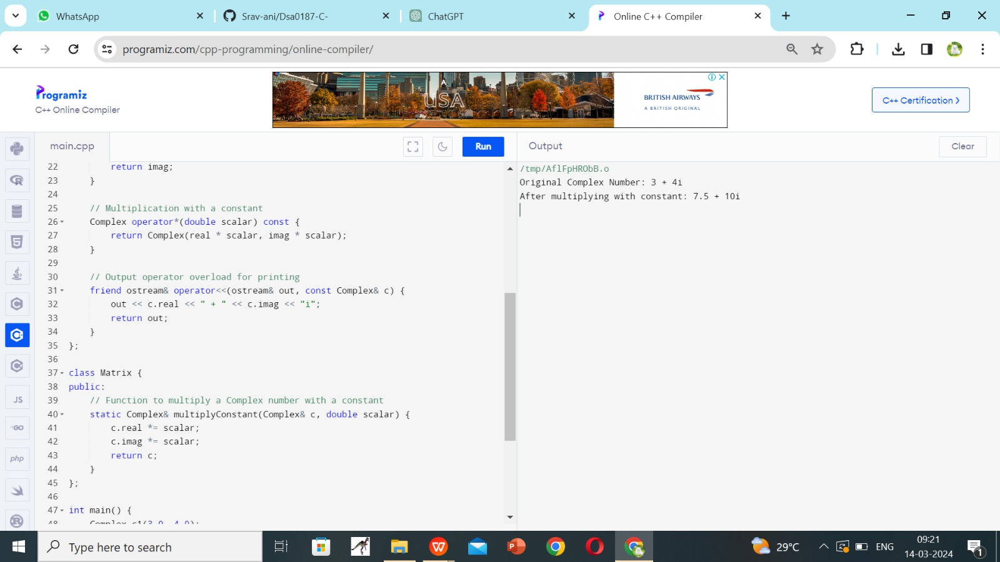 WhatsApp
Srav-ani/Dsa0187-C-
ChatGPT
Online C++ Compiler
programiz.com/cpp-programming/online-compiler/
Programiz
C++ Online Compiler
A
USA
BRITISH AIRWAYS
A BRITISH ORIGINAL
C++ Certification >
main.cpp
Run
Output
Clear
22 return imag;
23 }
24
25 // Multiplication with a constant
26 Complex operator*(double scalar) const {
27 return Complex(real * scalar, imag * scalar);
28 }
29
30 // Output operator overload for printing
31 friend ostream& operator<<(ostream& out, const Complex& c) {
32 out << c.real << " + " << c.imag << "i";
33 return out;
34 }
35 };
36
37 class Matrix {
38 public:
39 // Function to multiply a Complex number with a constant
40 static Complex& multiplyConstant(Complex& c, double scalar) {
41 c.real *= scalar;
42 c.imag *= scalar;
43 return c;
44 }
45 };
46
47 int main() {
48 Complex c1(3.0, 4.0);
/tmp/AflFpHRObB.o
Original Complex Number: 3 + 4i
After multiplying with constant: 7.5 + 10i
JS
GO
php
Type here to search
29°C
ENG
09:21
14-03-2024
1